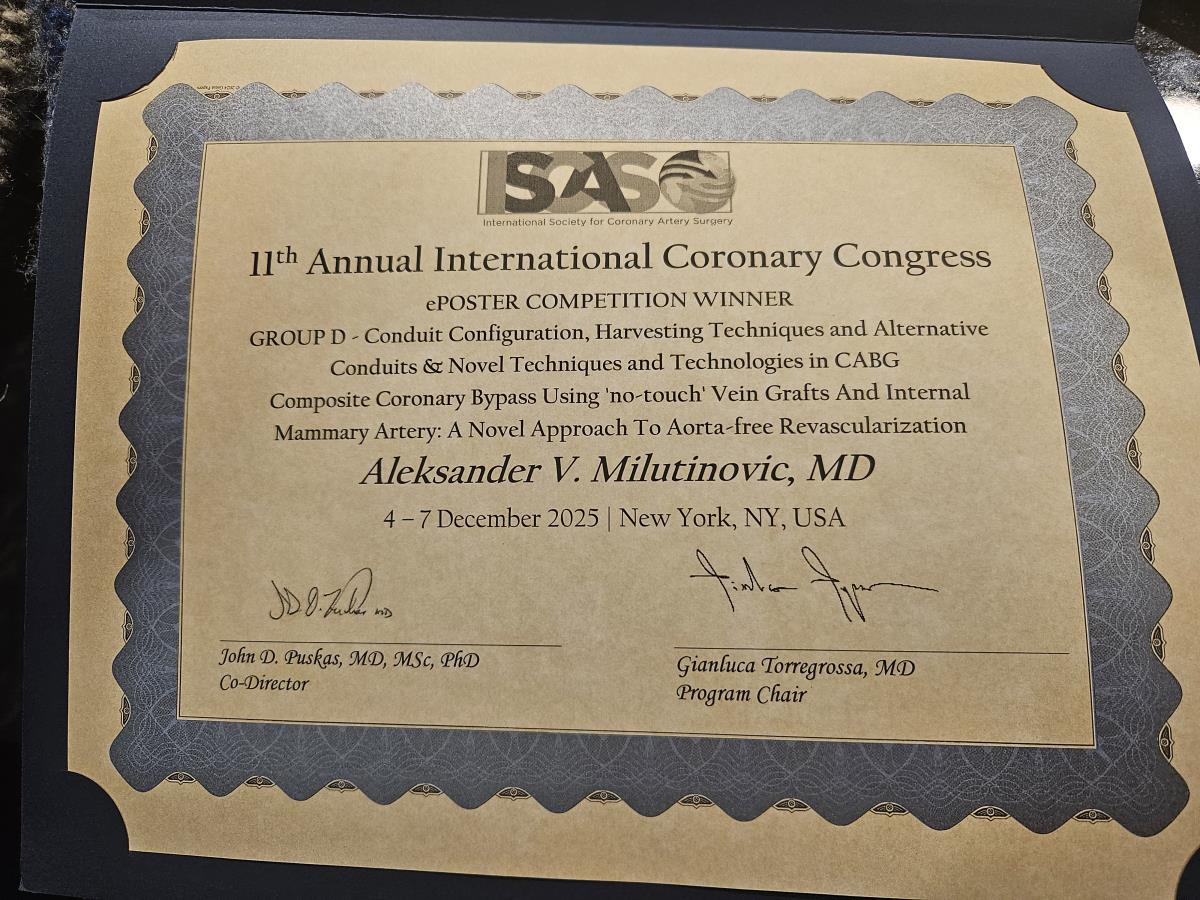 ISCAS
International Society for Coronary Artery Surgery
11th Annual International Coronary Congress
ePOSTER COMPETITION WINNER
GROUP D - Conduit Configuration, Harvesting Techniques and Alternative
Conduits & Novel Techniques and Technologies in CABG
Composite Coronary Bypass Using 'no-touch' Vein Grafts And Internal
Mammary Artery: A Novel Approach To Aorta-free Revascularization
Aleksander V. Milutinovic, MD
4 – 7 December 2025 | New York, NY, USA
John D. Puskas, MD, MSc, PhD
Co-Director
Gianluca Torregrossa, MD
Program Chair